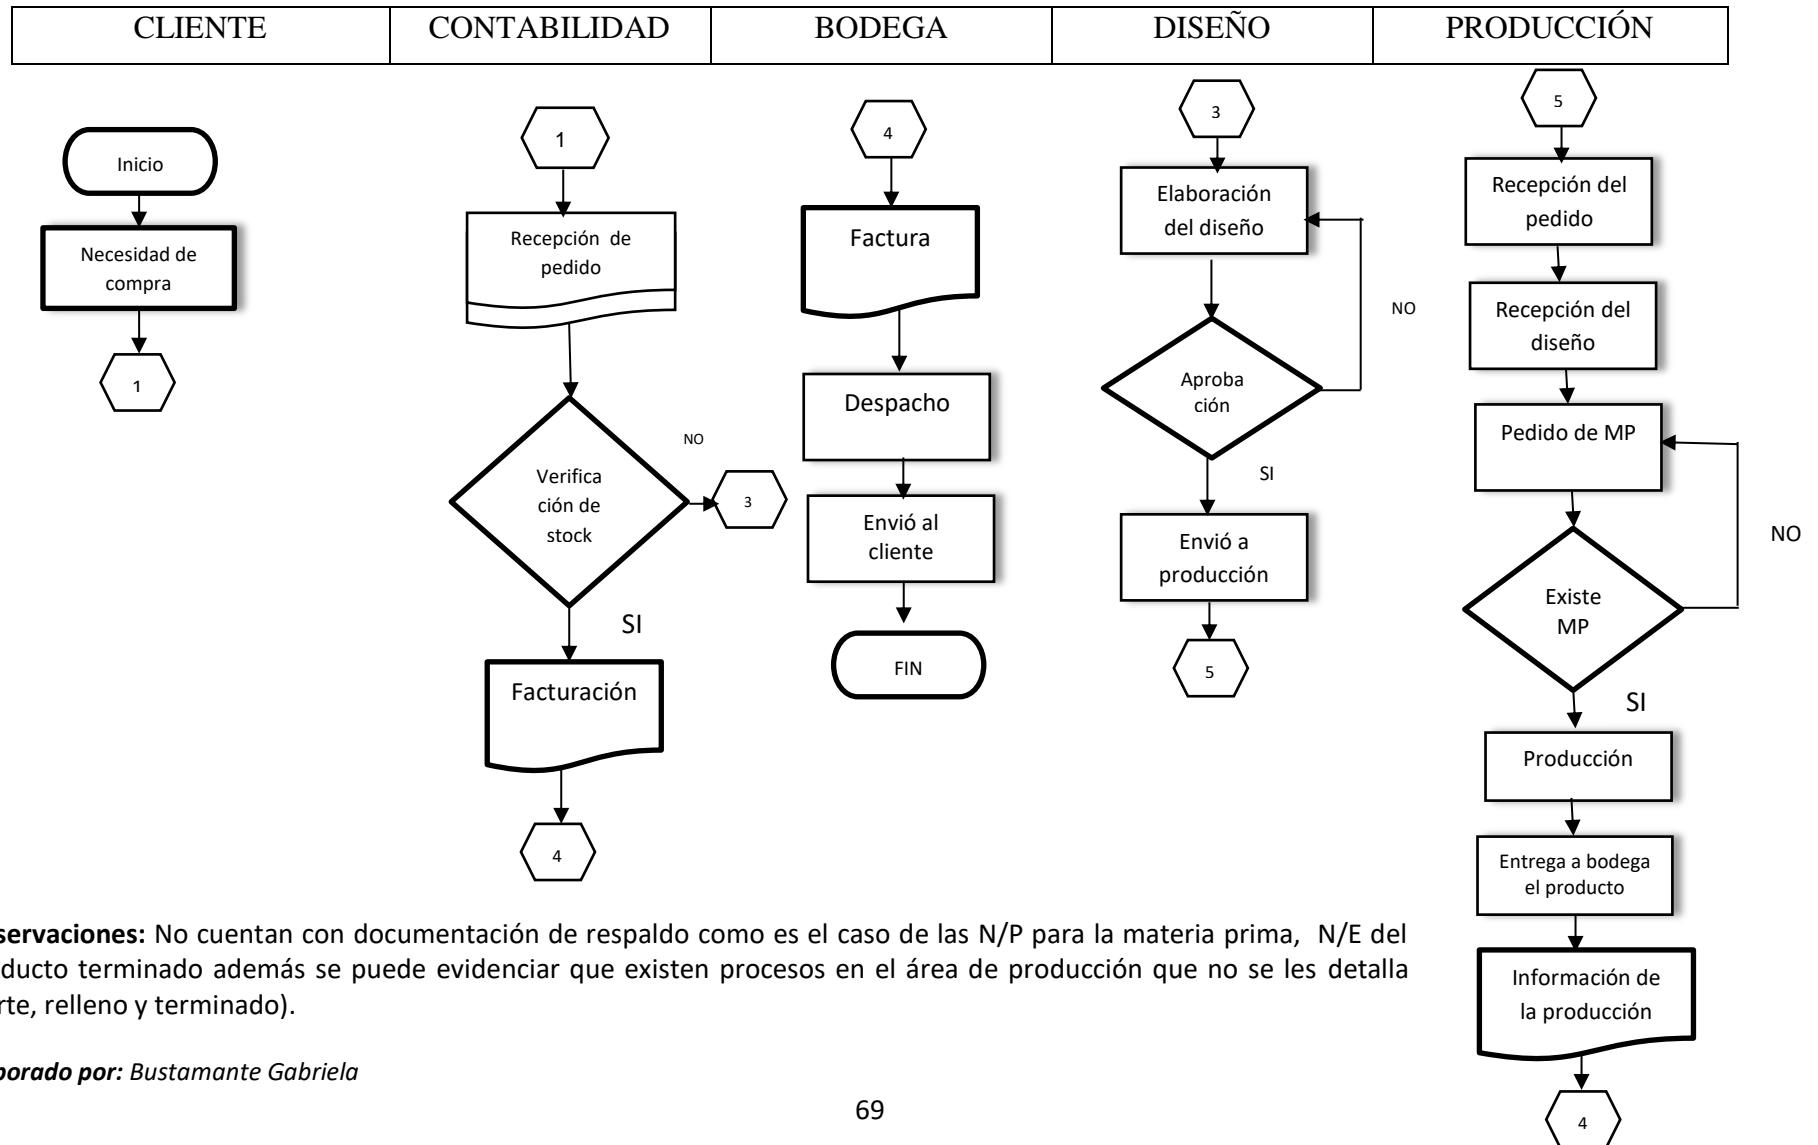 CLIENTE
CONTABILIDAD
BODEGA
DISEÑO
PRODUCCIÓN
Inicio
Necesidad de
compra
1
1
Recepción  de
pedido
Verifica
ción de
stock
NO
3
SI
Facturación
4
4
Factura
Despacho
Envió al
cliente
FIN
3
Elaboración
del diseño
NO
Aproba
ción
SI
Envió a
producción
5
5
Recepción del
pedido
Recepción del
diseño
Pedido de MP
NO
Existe
MP
SI
Producción
Entrega a bodega
el producto
Información de
la producción
4
servaciones: No cuentan con documentación de respaldo como es el caso de las N/P para la materia prima,  N/E del
ducto terminado además se puede evidenciar que existen procesos en el área de producción que no se les detalla
rte, relleno y terminado).
borado por: Bustamante Gabriela
69